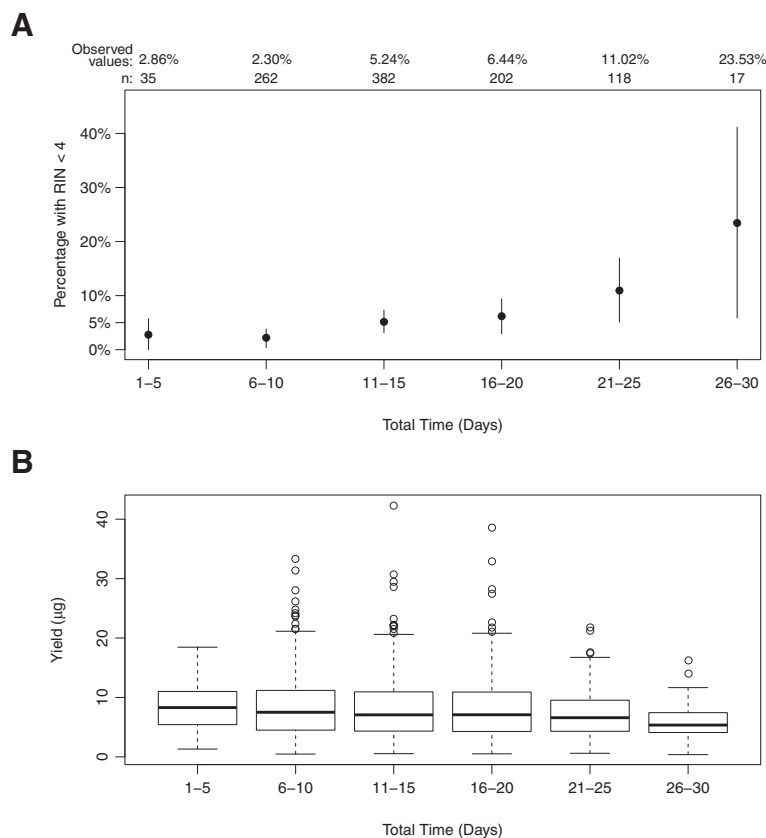 A
Observed
values: 2.86% 2.30% 5.24% 6.44% 11.02% 23.53%
n: 35 262 382 202 118 17
Percentage with RIN < 4
40%
30%
20%
10%
5%
0%
1–5 6–10 11–15 16–20 21–25 26–30
Total Time (Days)
B
Yield (µg)
40
30
20
10
0
1–5 6–10 11–15 16–20 21–25 26–30
Total Time (Days)